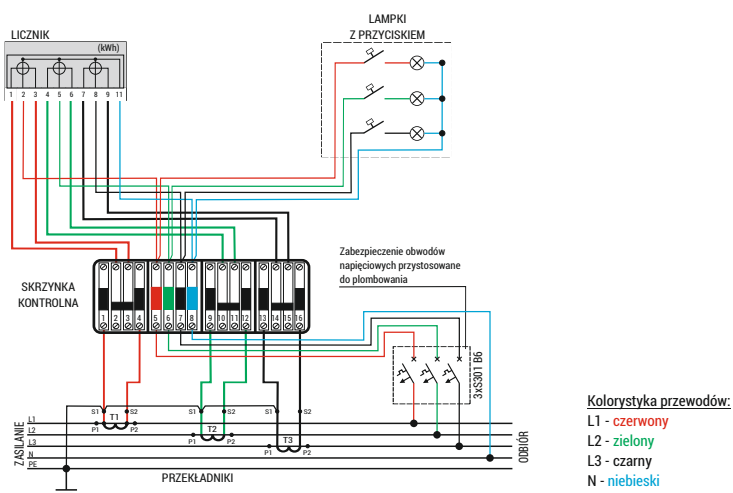 LAMPKI
Z PRZYCISKIEM
LICZNIK
(kWh)
1 2 3 4 5 6 7 8 9 11
Zabezpieczenie obwodów
napięciowych przystosowane
do plombowania
SKRZYNKA
KONTROLNA
1 2 3 4 5 6 7 8 9 10 11 12 13 14 15 16
3xS301 B6
Kolorystyka przewodów:
L1 - czerwony
L2 - zielony
L3 - czarny
N - niebieski
S1 S2 S1 S2 S1 S2
T1
T2
T3
P1 P2
P1 P2
P1 P2
ZASILANIE
L1
L2
L3
N
PE
ODBIÓR
PRZEKŁADNIKI